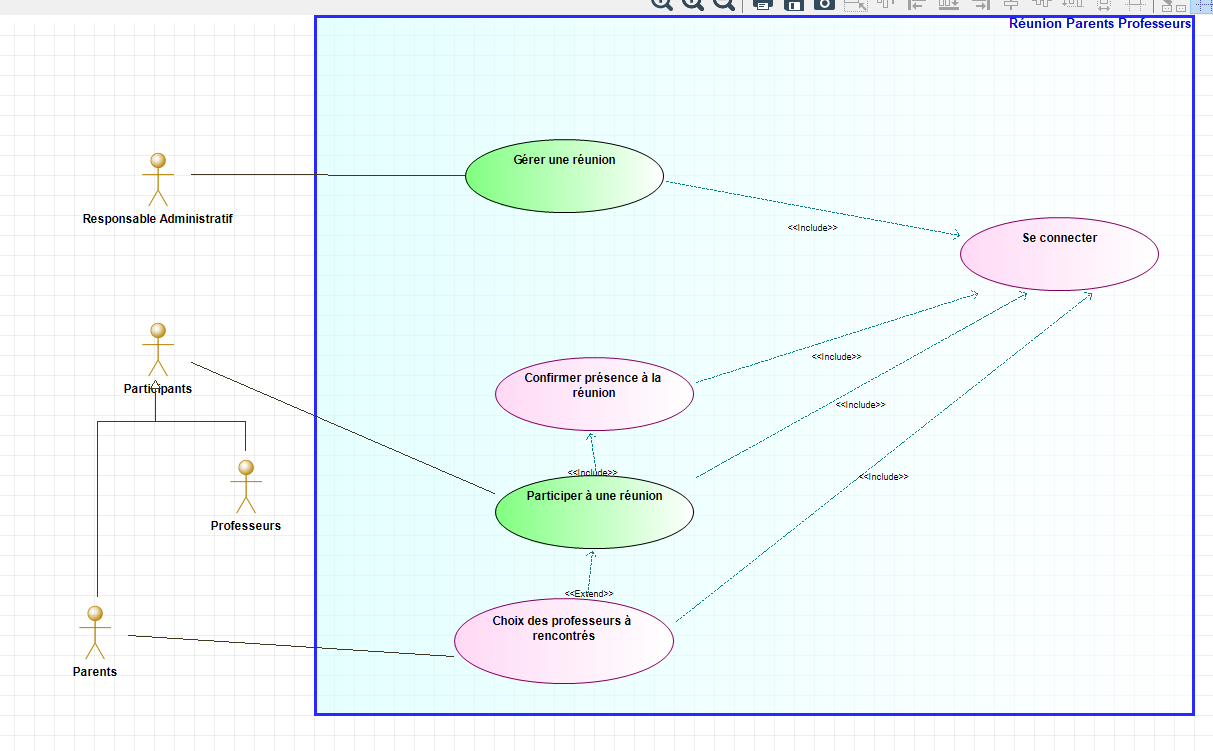 Réunion Parents Professeurs
Gérer une réunion
Responsable Administratif
<<Include>>
Se connecter
Participants
<<Include>>
Confirmer présence à la
réunion
<<Include>>
<<Include>>
<<Include>>
Participer à une réunion
Professeurs
<<Extend>>
Choix des professeurs à
rencontrés
Parents